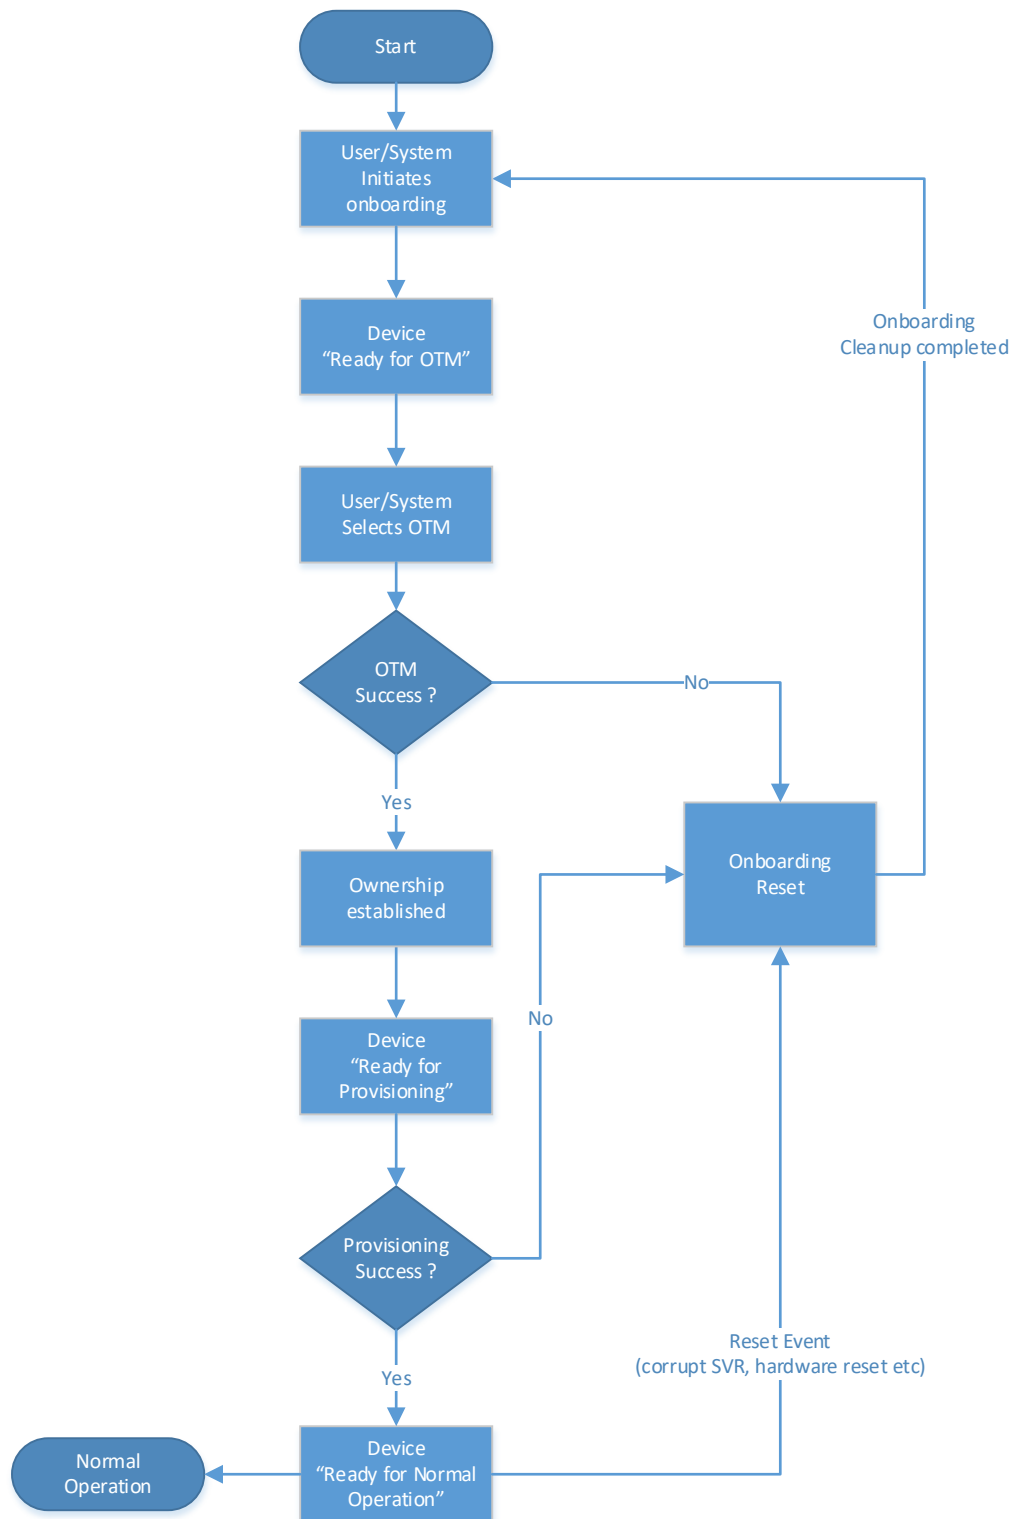 Start
User/System
Initiates
onboarding
Device
“Ready for OTM”
Onboarding
Cleanup completed
User/System
Selects OTM
OTM
Success ?
No
Yes
Ownership
established
Onboarding
Reset
No
Device
“Ready for
Provisioning”
Provisioning
Success ?
Reset Event
(corrupt SVR, hardware reset etc)
Yes
Normal
Operation
Device
“Ready for Normal
Operation”